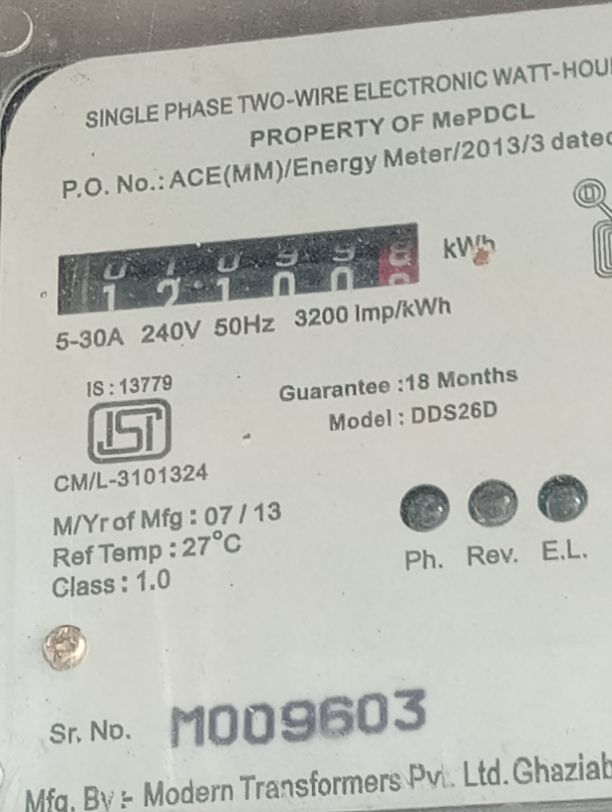 SINGLE PHASE TWO-WIRE ELECTRONIC WATT-HOU
PROPERTY OF MePDCL
P.O. No.: ACE(MM)/Energy Meter/2013/3 dated
kWh
5-30A 240V 50Hz 3200 Imp/kWh
IS : 13779
Guarantee :18 Months
ISI
Model : DDS26D
CM/L-3101324
M/Yr of Mfg : 07 / 13
Ref Temp : 27°C
Class : 1.0
Ph. Rev. E.L.
Sr. No. M009603
Mfg. By :- Modern Transformers Pvt. Ltd. Ghaziab